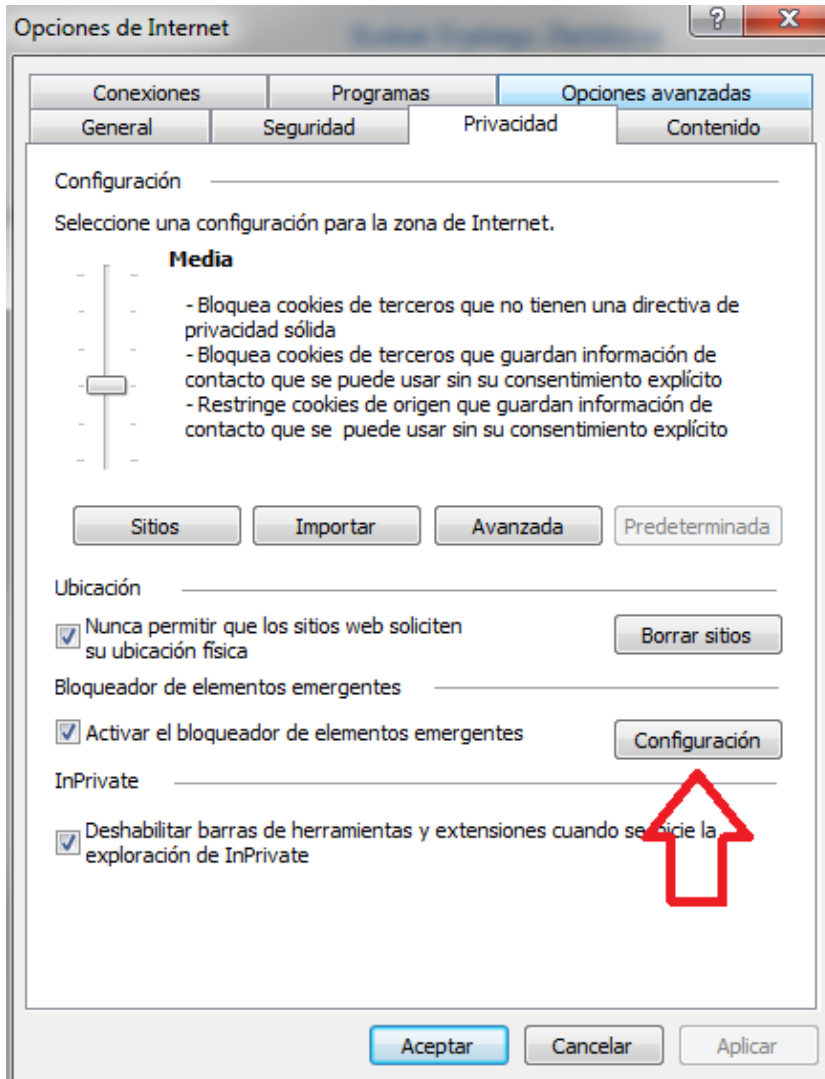 Opciones de Internet
Conexiones Programas Opciones avanzadas
General Seguridad Privacidad Contenido
Configuración
Seleccione una configuración para la zona de Internet.
Media
- Bloquea cookies de terceros que no tienen una directiva de
privacidad sólida
- Bloquea cookies de terceros que guardan información de
contacto que se puede usar sin su consentimiento explícito
- Restringe cookies de origen que guardan información de
contacto que se puede usar sin su consentimiento explícito
Sitios Importar Avanzada Predeterminada
Ubicación
Nunca permitir que los sitios web soliciten
su ubicación física
Borrar sitios
Bloqueador de elementos emergentes
Activar el bloqueador de elementos emergentes
Configuración
InPrivate
Deshabilitar barras de herramientas y extensiones cuando se inicie la
exploración de InPrivate
Aceptar Cancelar Aplicar